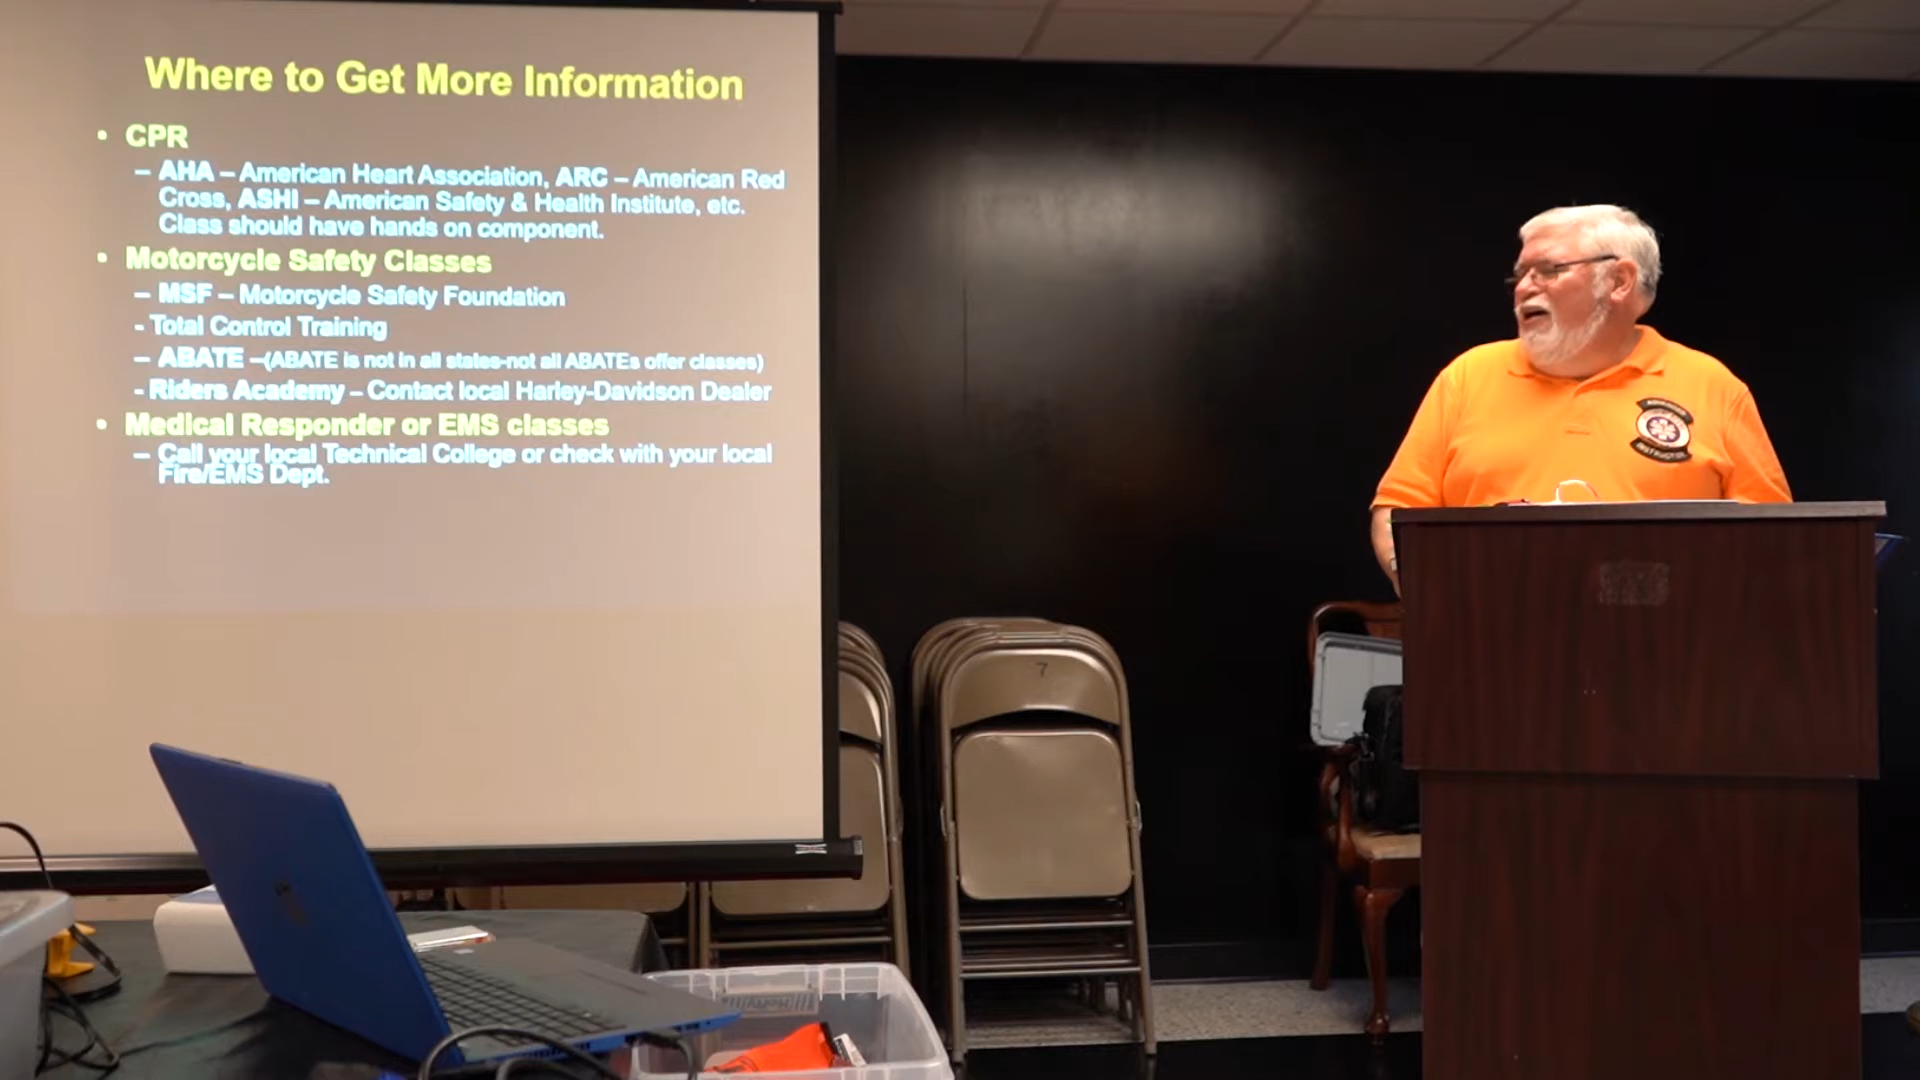 Where to Get More Information
• CPR
– AHA – American Heart Association, ARC – American Red
Cross, ASHI – American Safety & Health Institute, etc.
Class should have hands on component.
• Motorcycle Safety Classes
– MSF – Motorcycle Safety Foundation
- Total Control Training
– ABATE –(ABATE is not in all states-not all ABATEs offer classes)
- Riders Academy – Contact local Harley-Davidson Dealer
• Medical Responder or EMS classes
– Call your local Technical College or check with your local
Fire/EMS Dept.
INSTRUCTOR
7